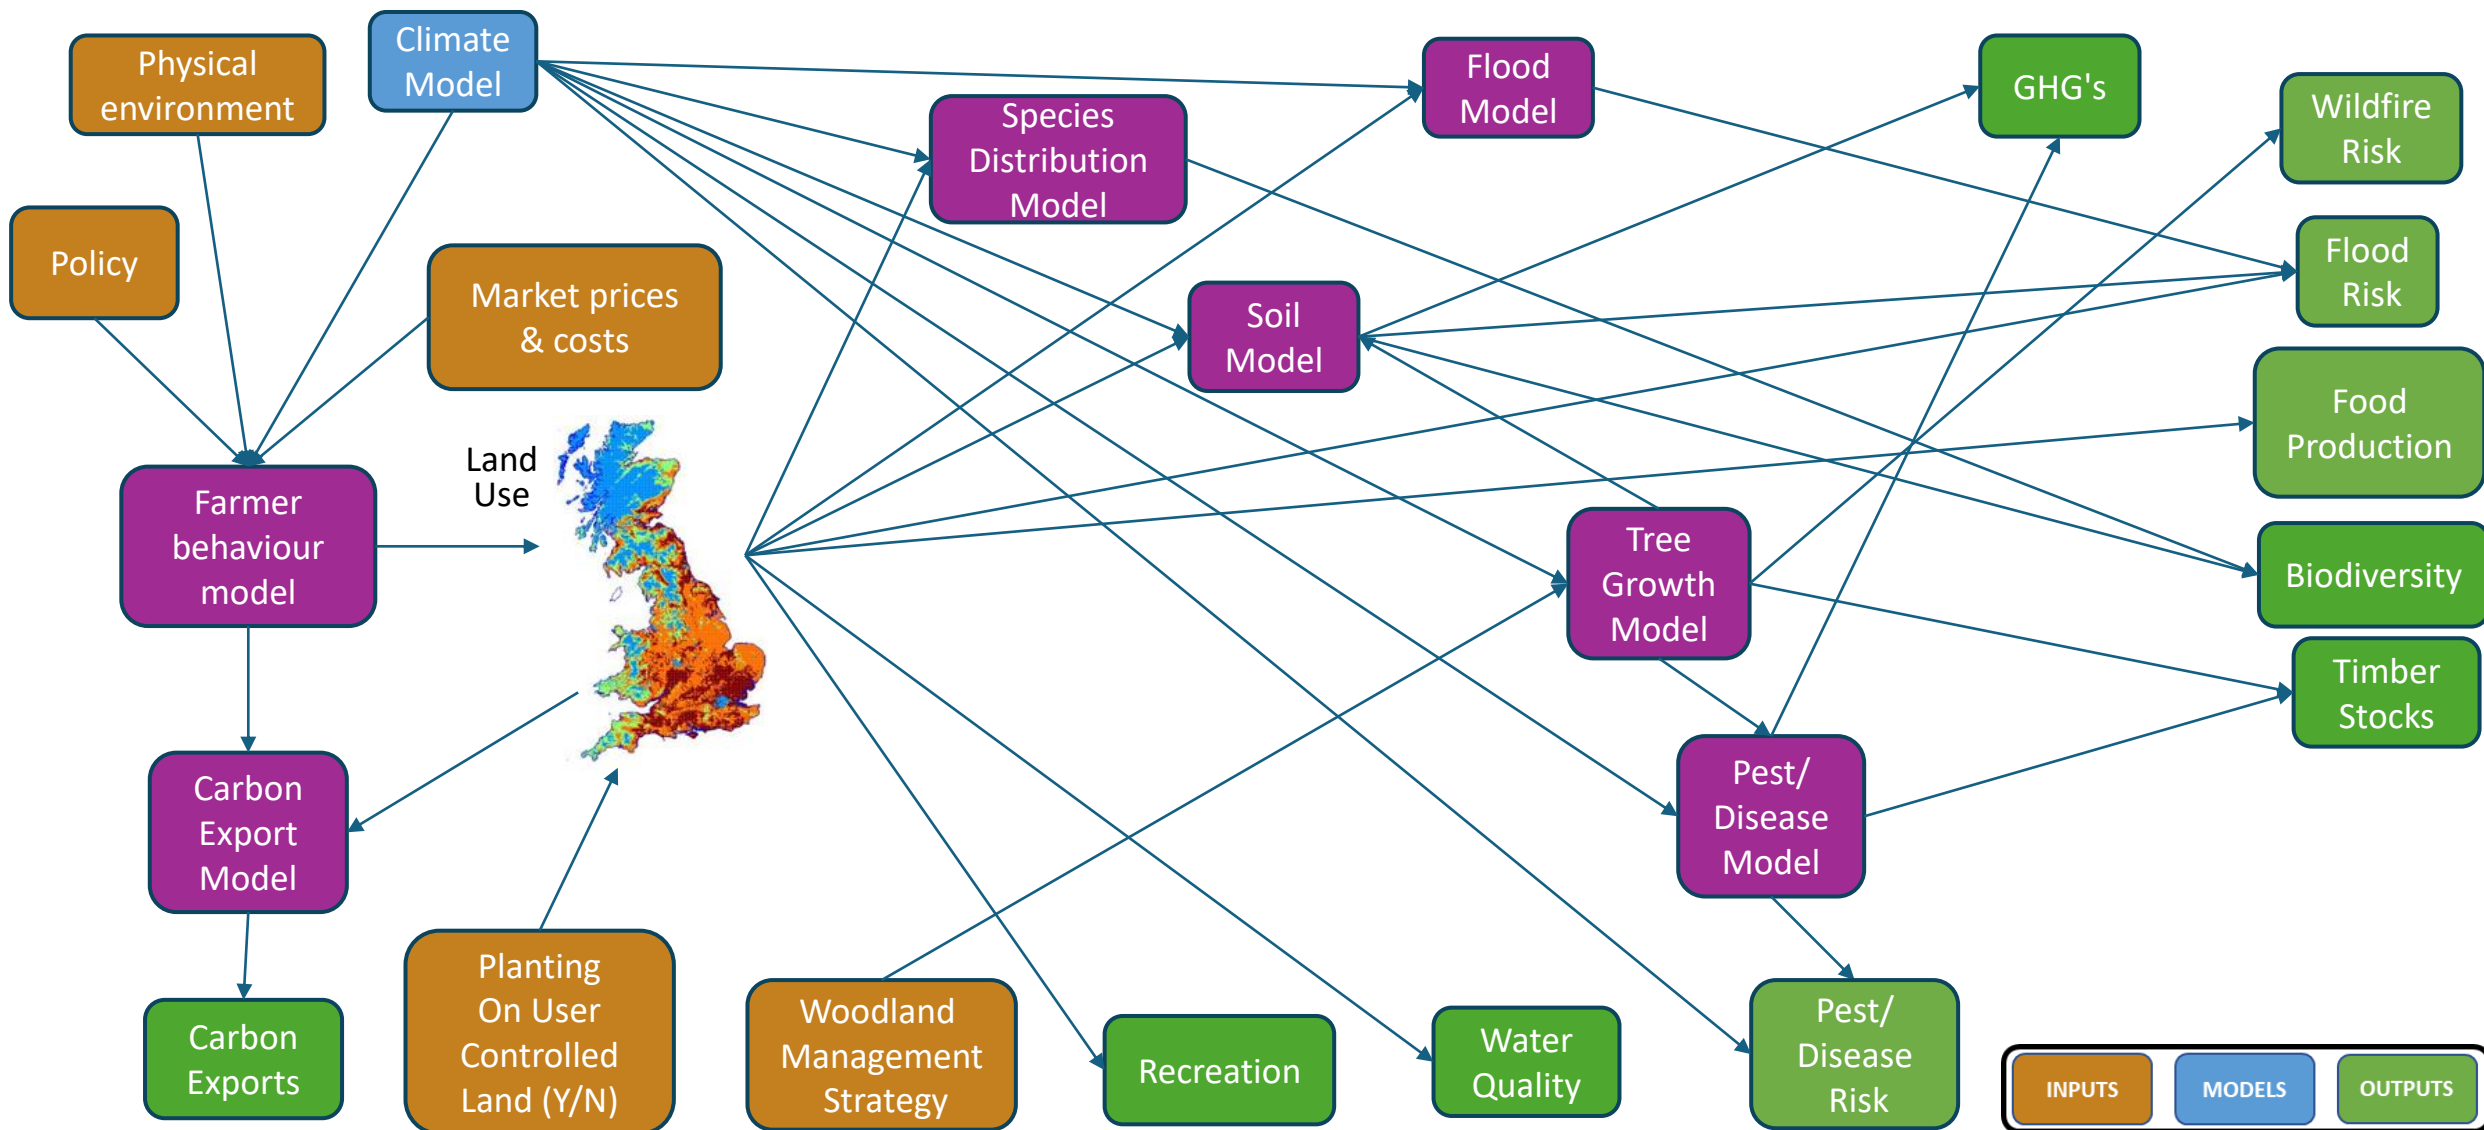 Physical
environment
Climate
Model
Policy
Market prices
& costs
Species
Distribution
Model
Flood
Model
Soil
Model
GHG's
Wildfire
Risk
Flood
Risk
Food
Production
Biodiversity
Timber
Stocks
Farmer
behaviour
model
Land
Use
Tree
Growth
Model
Pest/
Disease
Model
Carbon
Export
Model
Carbon
Exports
Planting
On User
Controlled
Land (Y/N)
Woodland
Management
Strategy
Recreation
Water
Quality
Pest/
Disease
Risk
INPUTS
MODELS
OUTPUTS